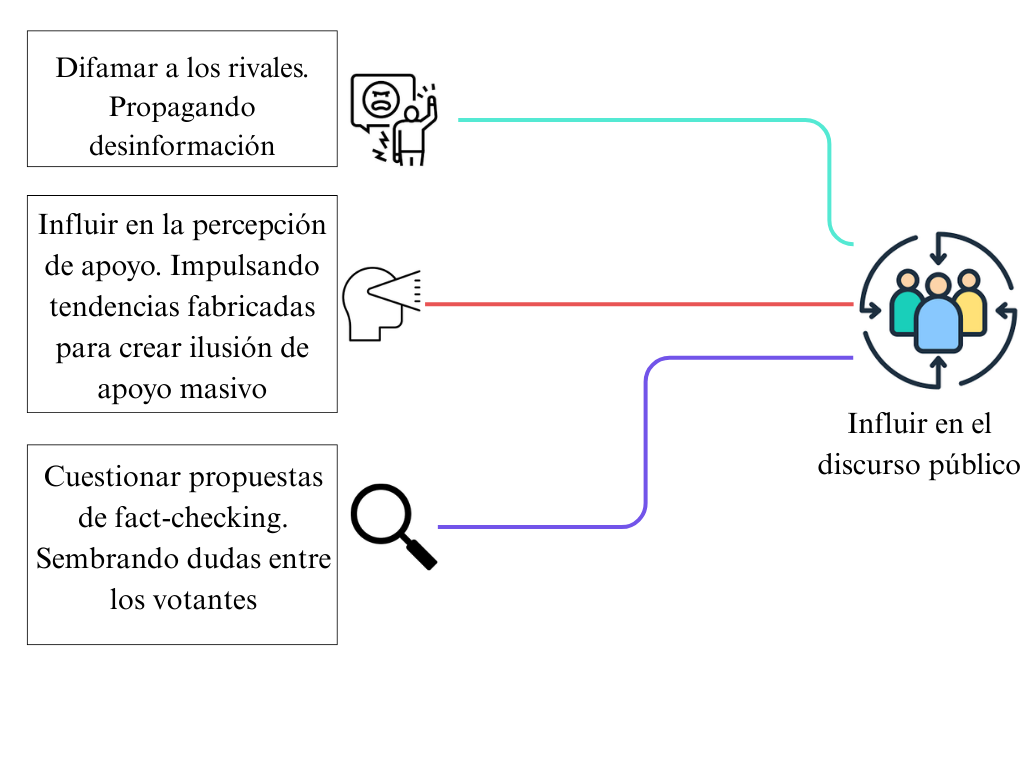 Difamar a los rivales.
Propagando
desinformación
Influir en la percepción
de apoyo. Impulsando
tendencias fabricadas
para crear ilusión de
apoyo masivo
Cuestionar propuestas
de fact-checking.
Sembrando dudas entre
los votantes
Influir en el
discurso público